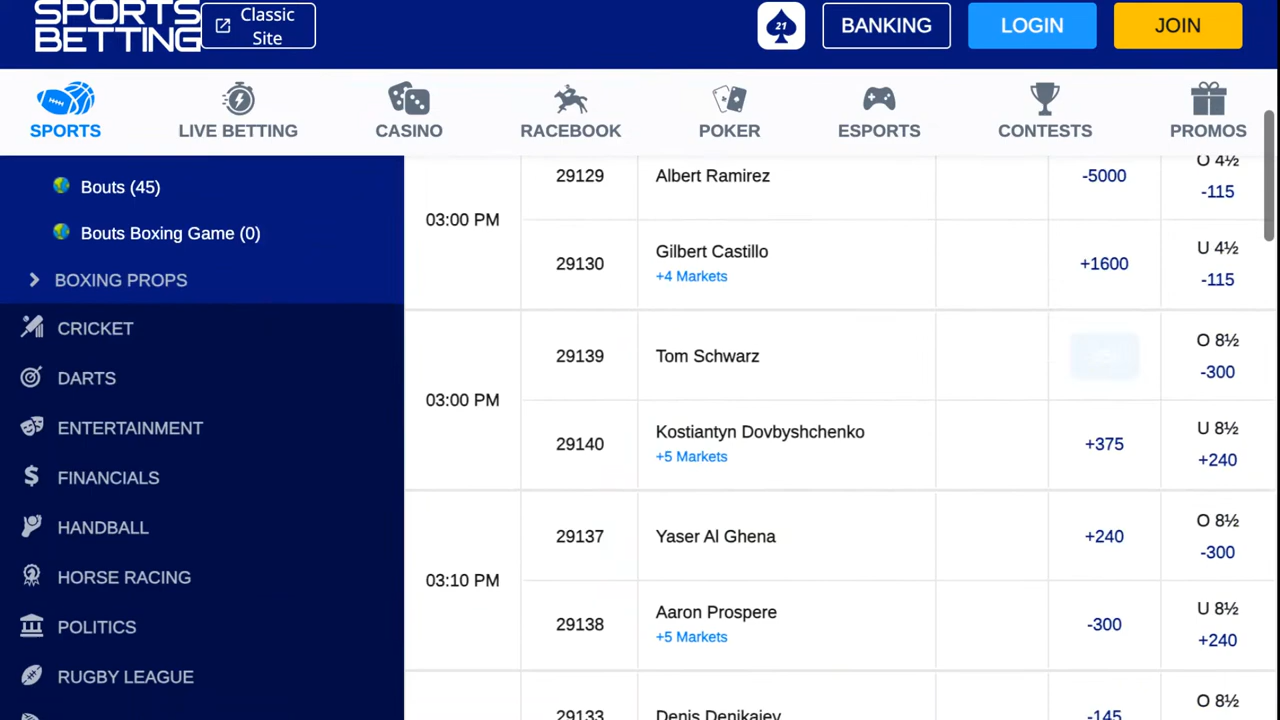 SPORTS
BETTING
Classic
Site
21
BANKING
LOGIN
JOIN
SPORTS
LIVE BETTING
CASINO
RACEBOOK
POKER
ESPORTS
CONTESTS
PROMOS
Bouts (45)
Bouts Boxing Game (0)
BOXING PROPS
CRICKET
DARTS
ENTERTAINMENT
FINANCIALS
HANDBALL
HORSE RACING
POLITICS
RUGBY LEAGUE
03:00 PM
29129
Albert Ramirez
-5000
O 4½
-115
29130
Gilbert Castillo
+4 Markets
+1600
U 4½
-115
03:00 PM
29139
Tom Schwarz
O 8½
-300
29140
Kostiantyn Dovbyshchenko
+5 Markets
+375
U 8½
+240
03:10 PM
29137
Yaser Al Ghena
+240
O 8½
-300
29138
Aaron Prospere
+5 Markets
-300
U 8½
+240
29133
Denis Denikajev
-145
O 8½